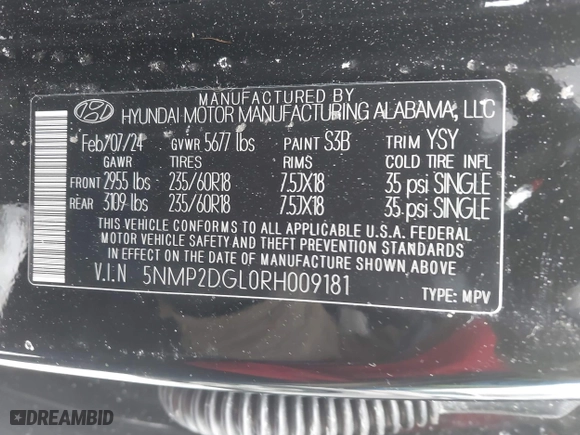 MANUFACTURED BY
HYUNDAI MOTOR MANUFACTURING ALABAMA, LLC
Feb/07/24 GVWR 5677 lbs PAINT S3B TRIM YSY
GAWR TIRES RIMS COLD TIRE INFL
FRONT 2955 lbs 235/60R18 7.5JX18 35 psi SINGLE
REAR 3109 lbs 235/60R18 7.5JX18 35 psi SINGLE
THIS VEHICLE CONFORMS TO ALL APPLICABLE U.S.A. FEDERAL
MOTOR VEHICLE SAFETY AND THEFT PREVENTION STANDARDS
IN EFFECT ON THE DATE OF MANUFACTURE SHOWN ABOVE.
V.I.N 5NMP2DGL0RH009181
TYPE: MPV
DREAMBID